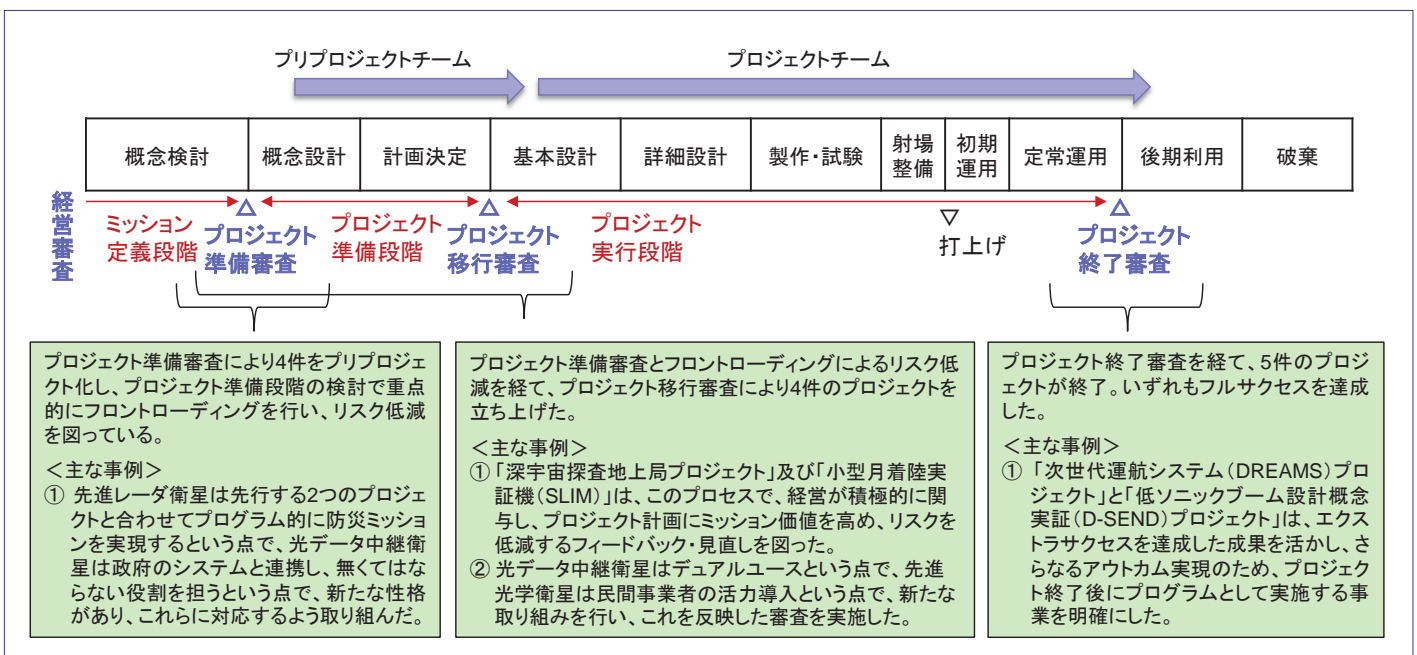 プリプロジェクトチーム
プロジェクトチーム
概念検討
概念設計
計画決定
基本設計
詳細設計
製作・試験
射場
整備
初期
運用
定常運用
後期利用
破棄
経営審査
ミッション
定義段階
プロジェクト
準備審査
プロジェクト
準備段階
プロジェクト
移行審査
プロジェクト
実行段階
打上げ
プロジェクト
終了審査
プロジェクト準備審査により4件をプリプロジェ
クト化し、プロジェクト準備段階の検討で重点
的にフロントローディングを行い、リスク低減
を図っている。
＜主な事例＞
① 先進レーダ衛星は先行する2つのプロジェ
クトと合わせてプログラム的に防災ミッショ
ンを実現するという点で、光データ中継衛
星は政府のシステムと連携し、無くてはな
らない役割を担うという点で、新たな性格
があり、これらに対応するよう取り組んだ。
プロジェクト準備審査とフロントローディングによるリスク低
減を経て、プロジェクト移行審査により4件のプロジェクトを
立ち上げた。
＜主な事例＞
①「深宇宙探査地上局プロジェクト」及び「小型月着陸実
証機（SLIM）」は、このプロセスで、経営が積極的に関
与し、プロジェクト計画にミッション価値を高め、リスクを
低減するフィードバック・見直しを図った。
② 光データ中継衛星はデュアルユースという点で、先進
光学衛星は民間事業者の活力導入という点で、新たな
取り組みを行い、これを反映した審査を実施した。
プロジェクト終了審査を経て、5件のプロジ
ェクトが終了。いずれもフルサクセスを達成
した。
＜主な事例＞
① 「次世代運航システム（DREAMS）プロ
ジェクト」と「低ソニックブーム設計概念
実証（D-SEND）プロジェクト」は、エクス
トラサクセスを達成した成果を活かし、さ
らなるアウトカム実現のため、プロジェク
ト終了後にプログラムとして実施する事
業を明確にした。